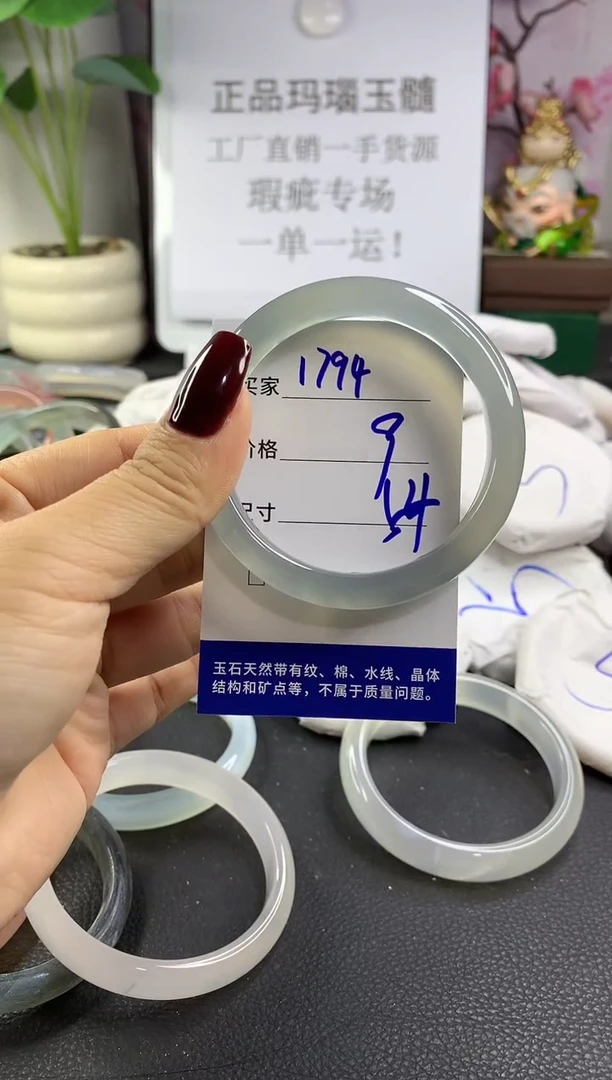 正品玛瑙玉髓
工厂直销一手货源
瑕疵专场
一单一运！
买家 1794
价格 9
尺寸 54
玉石天然带有纹、棉、水线、晶体
结构和矿点等，不属于质量问题。